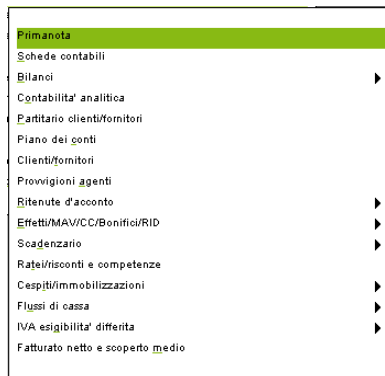 Primanota
Schede contabili
Bilanci
Contabilita' analitica
Partitario clienti/fornitori
Piano dei conti
Clienti/fornitori
Provvigioni agenti
Ritenute d'acconto
Effetti/MAV/CC/Bonifici/RID
Scadenzario
Ratei/risconti e competenze
Cespiti/immobilizzazioni
Flussi di cassa
IVA esigibilita' differita
Fatturato netto e scoperto medio